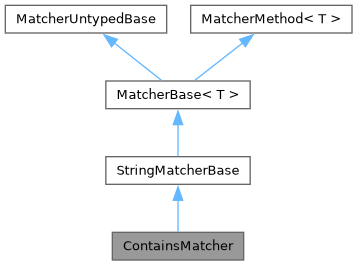 MatcherUntypedBase
MatcherMethod< T >
MatcherBase< T >
StringMatcherBase
ContainsMatcher